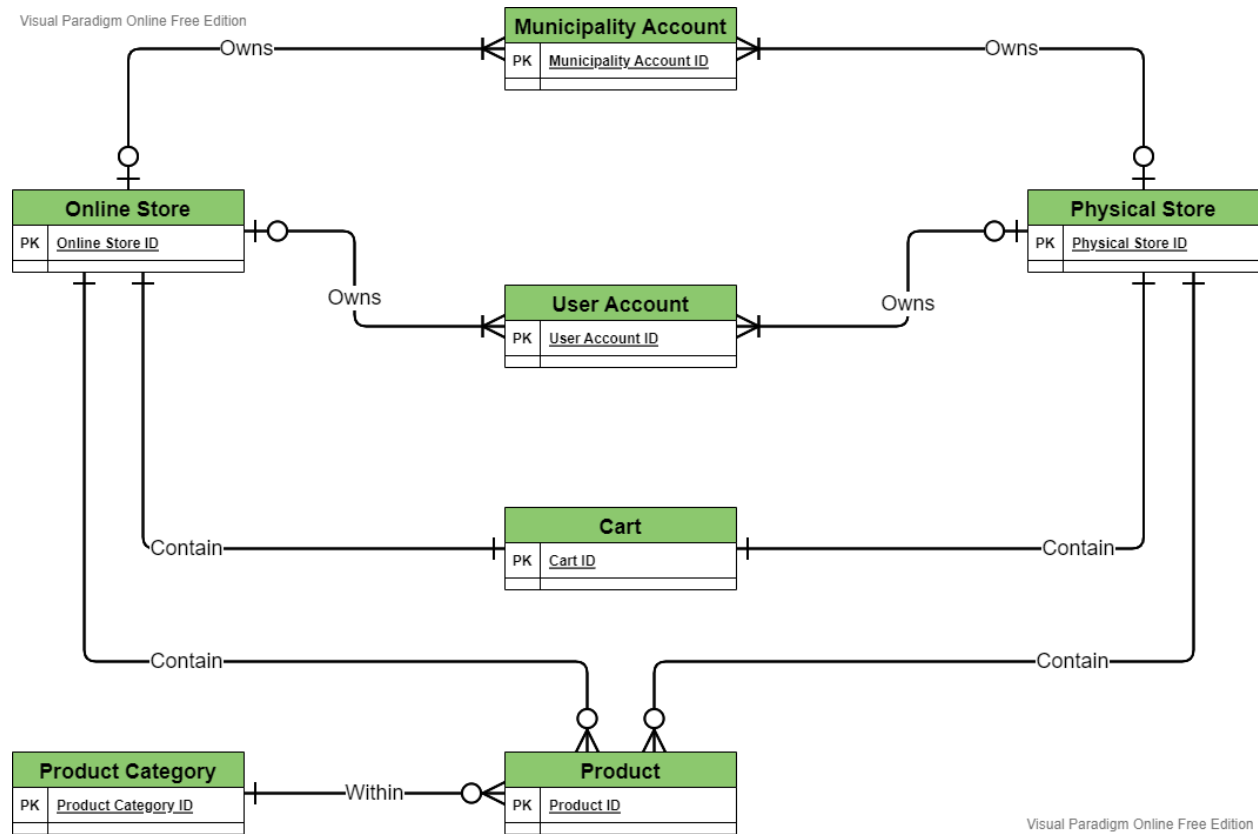 Visual Paradigm Online Free Edition
Municipality Account
Owns
Owns
PK Municipality Account ID
Online Store
Physical Store
PK Online Store ID
PK Physical Store ID
Owns
User Account
Owns
PK User Account ID
Cart
Contain
Contain
PK Cart ID
Contain
Contain
Product Category
Product
PK Product Category ID
Within
PK Product ID
Visual Paradigm Online Free Edition